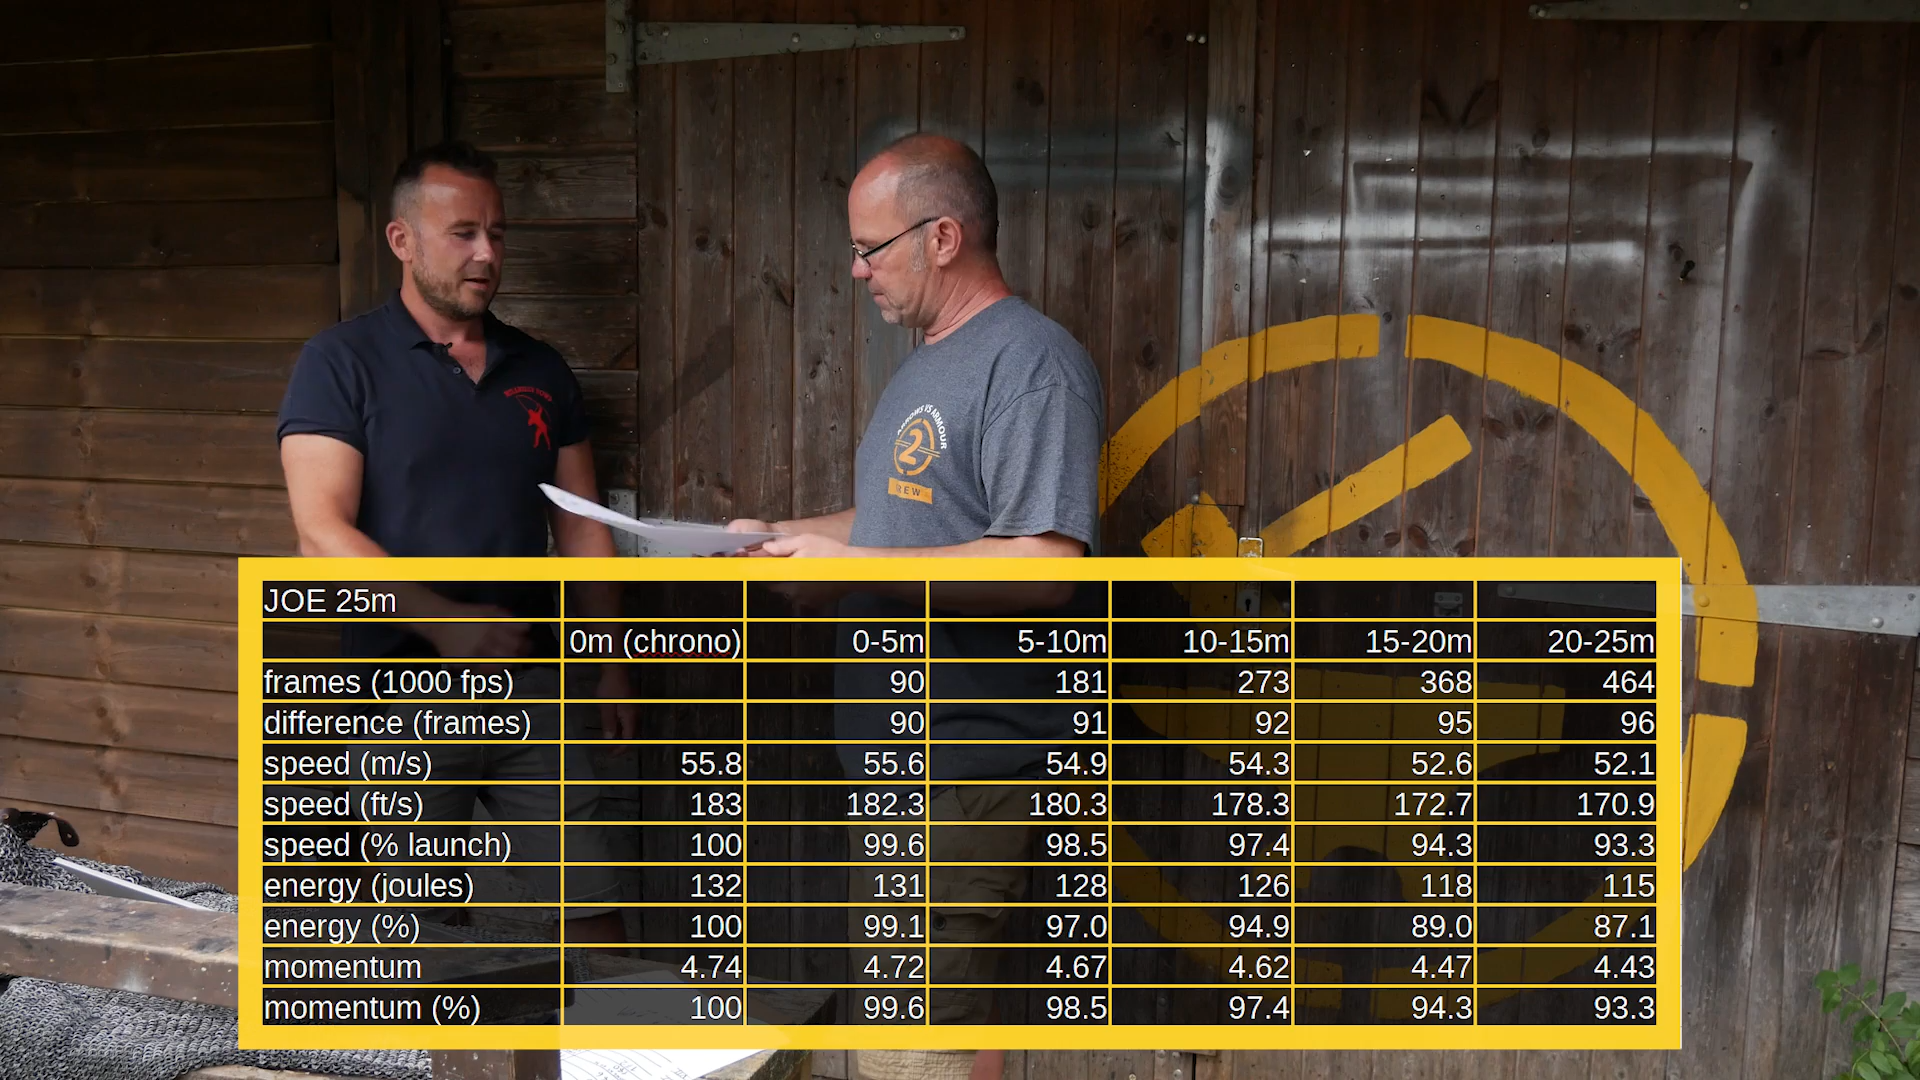 ARROWS VS ARMOUR
2
CREW
JOE 25m
0m (chrono) 0-5m 5-10m 10-15m 15-20m 20-25m
frames (1000 fps) 90 181 273 368 464
difference (frames) 90 91 92 95 96
speed (m/s) 55.8 55.6 54.9 54.3 52.6 52.1
speed (ft/s) 183 182.3 180.3 178.3 172.7 170.9
speed (% launch) 100 99.6 98.5 97.4 94.3 93.3
energy (joules) 132 131 128 126 118 115
energy (%) 100 99.1 97.0 94.9 89.0 87.1
momentum 4.74 4.72 4.67 4.62 4.47 4.43
momentum (%) 100 99.6 98.5 97.4 94.3 93.3